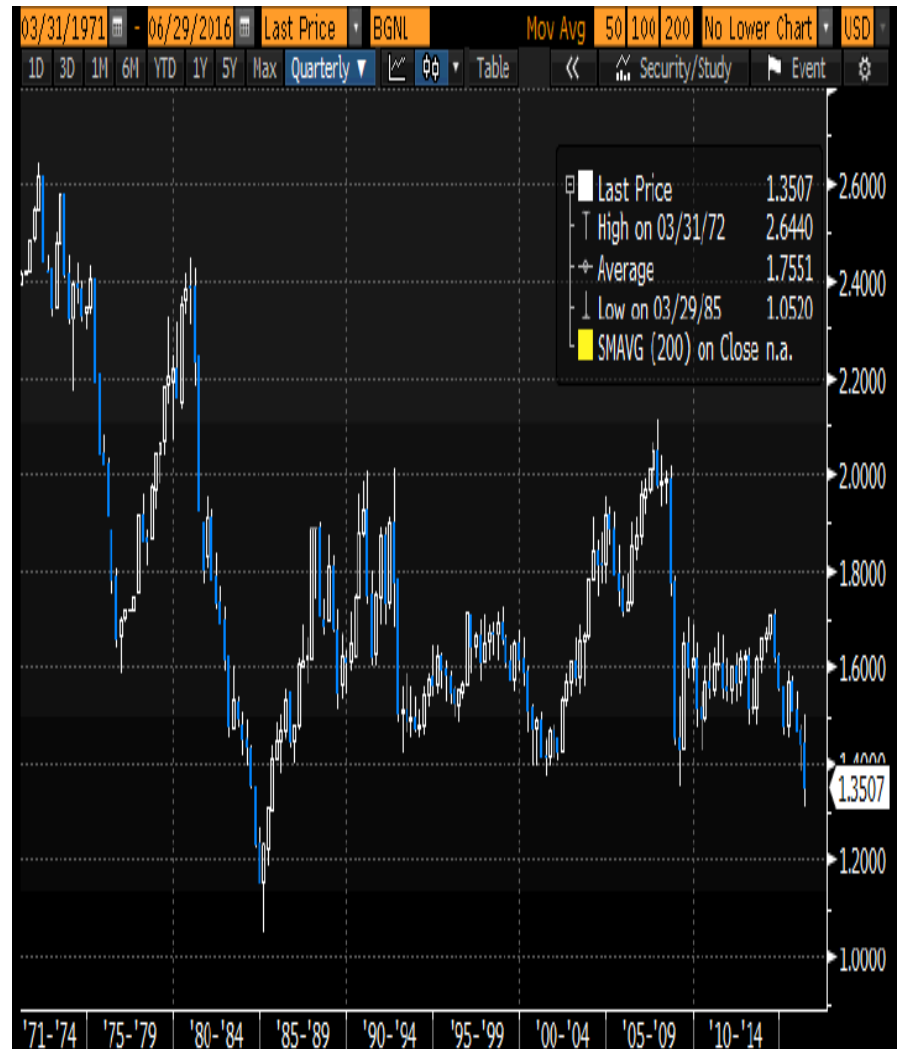 03/31/1971 - 06/29/2016 Last Price BGNL Mov Avg 50 100 200 No Lower Chart USD
1D 3D 1M 6M YTD 1Y 5Y Max Quarterly ▼ Table « Security/Study Event
Last Price 1.3507
High on 03/31/72 2.6440
Average 1.7551
Low on 03/29/85 1.0520
SMAVG (200) on Close n.a.
2.6000
2.4000
2.2000
2.0000
1.8000
1.6000
1.4000
1.3507
1.2000
1.0000
'71-'74 '75-'79 '80-'84 '85-'89 '90-'94 '95-'99 '00-'04 '05-'09 '10-'14